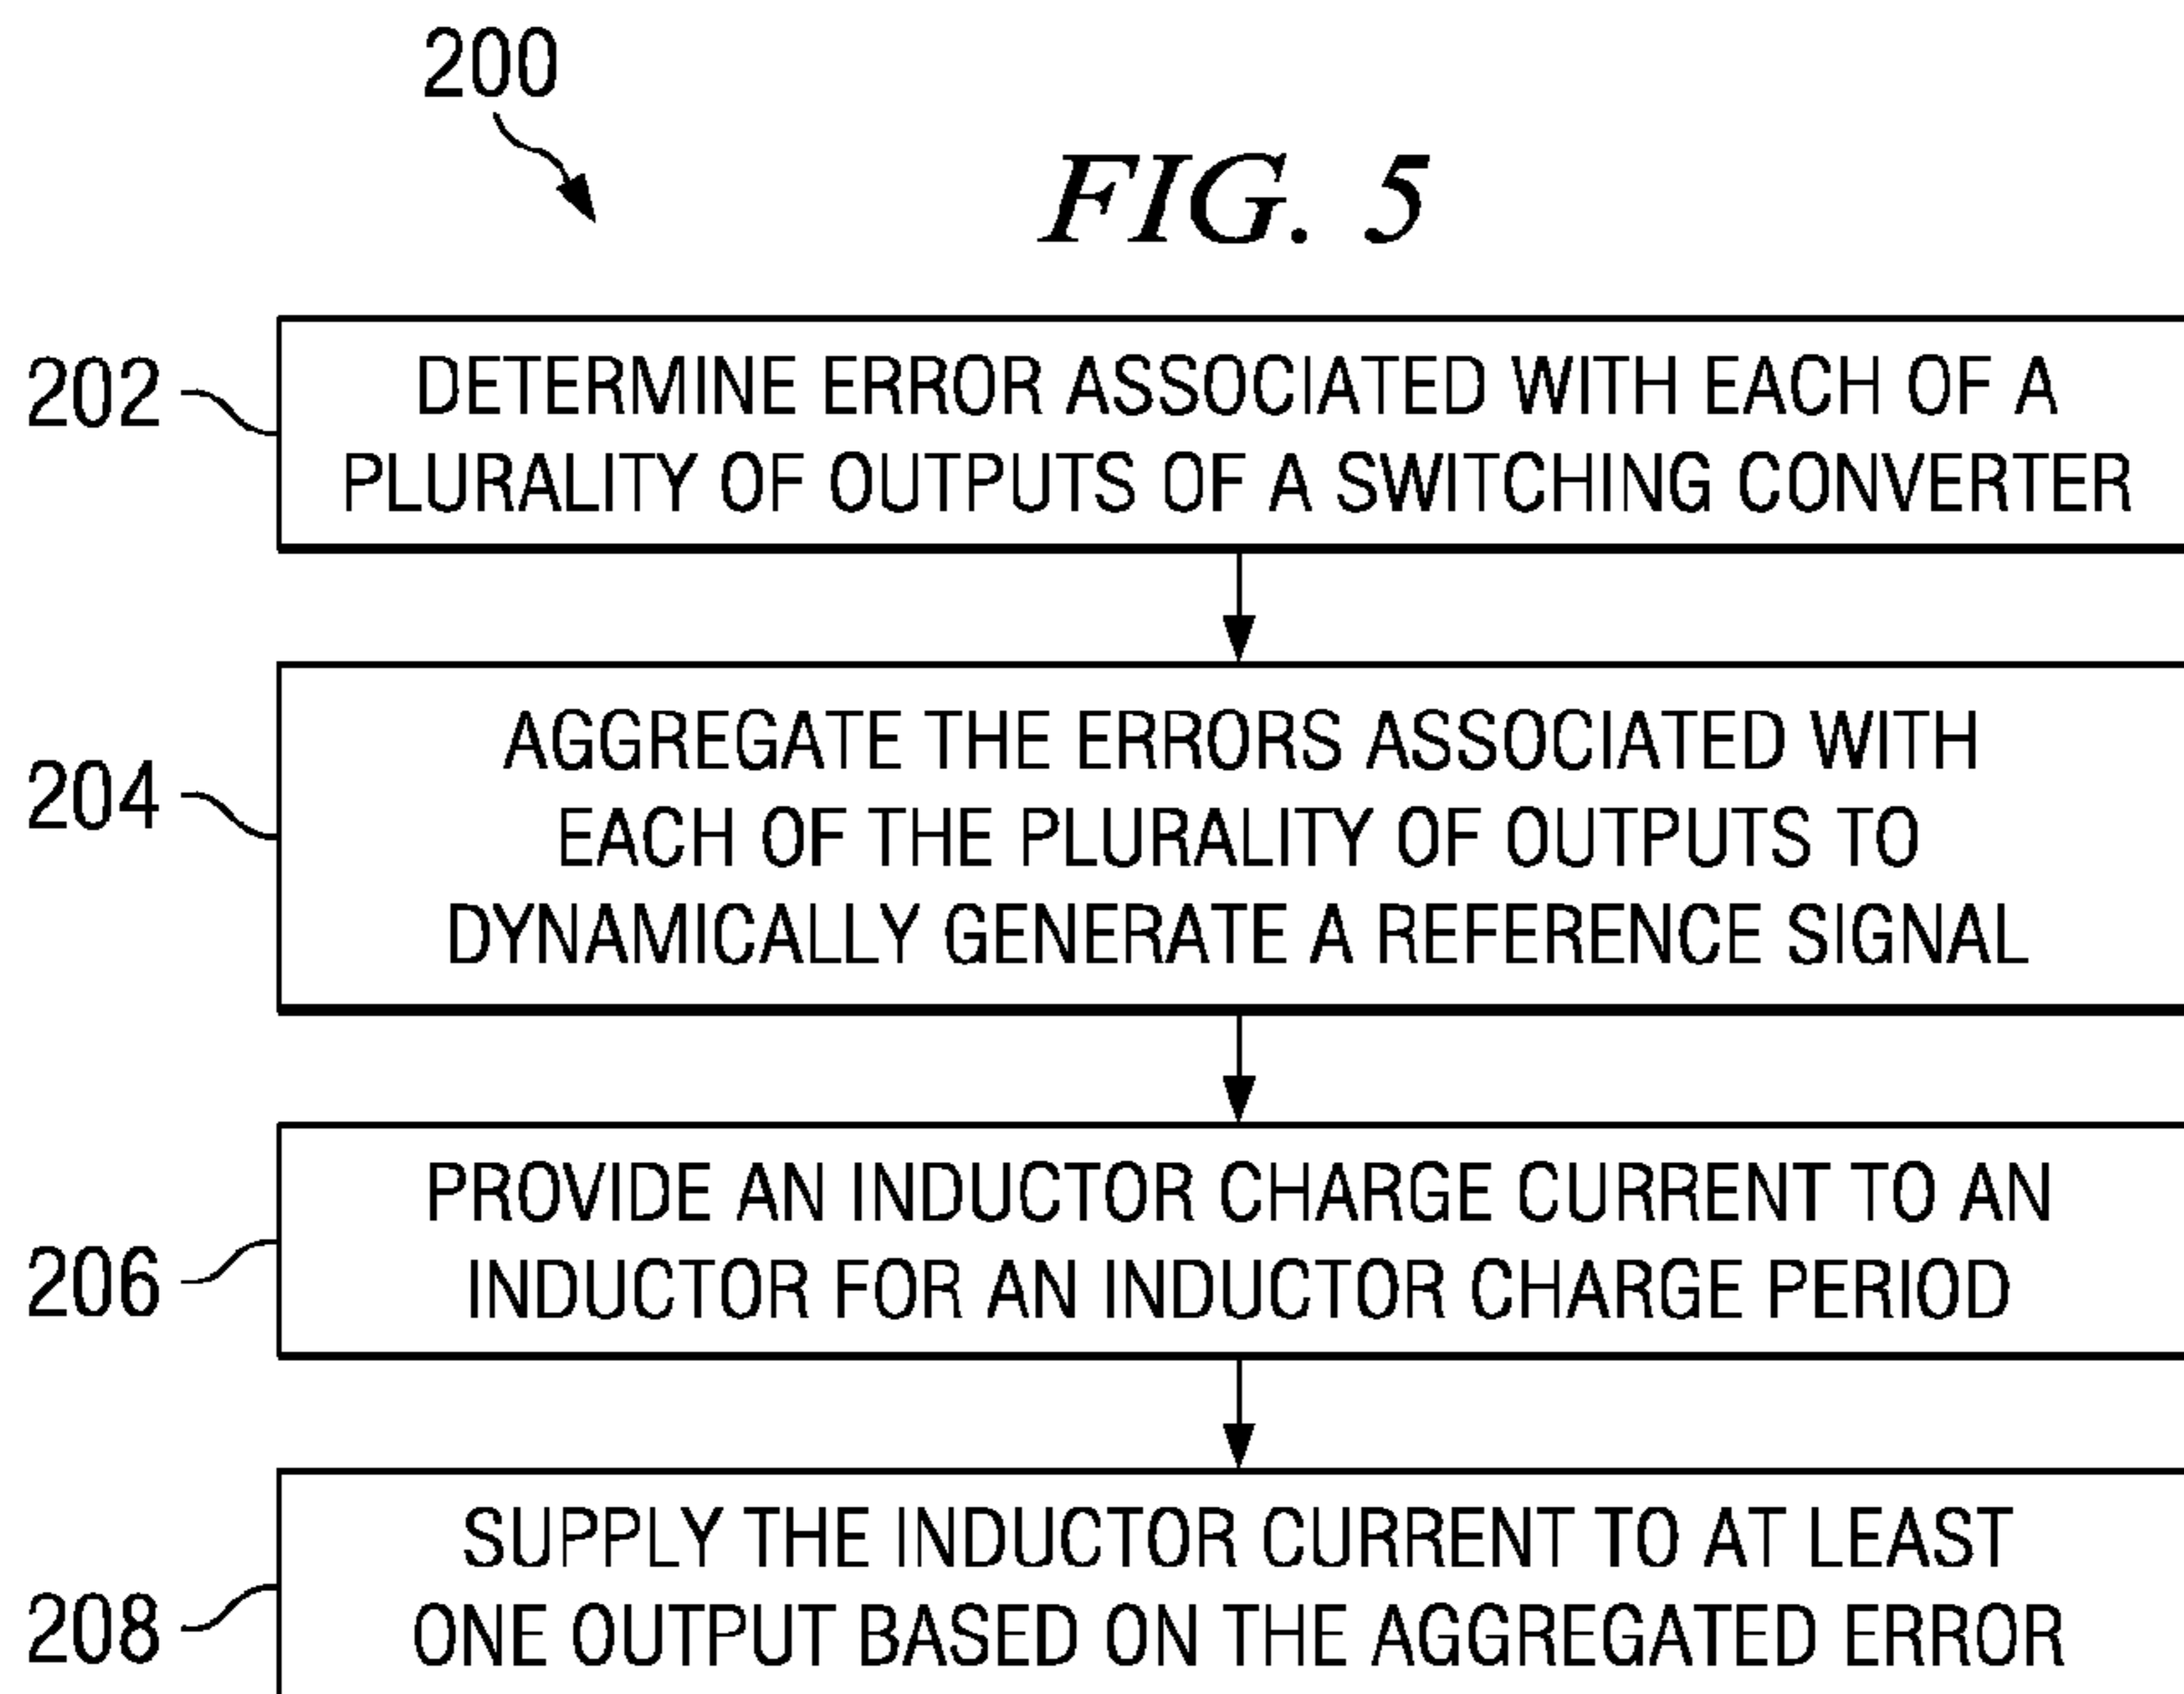 200
FIG. 5
202
DETERMINE ERROR ASSOCIATED WITH EACH OF A
PLURALITY OF OUTPUTS OF A SWITCHING CONVERTER
204
AGGREGATE THE ERRORS ASSOCIATED WITH
EACH OF THE PLURALITY OF OUTPUTS TO
DYNAMICALLY GENERATE A REFERENCE SIGNAL
206
PROVIDE AN INDUCTOR CHARGE CURRENT TO AN
INDUCTOR FOR AN INDUCTOR CHARGE PERIOD
208
SUPPLY THE INDUCTOR CURRENT TO AT LEAST
ONE OUTPUT BASED ON THE AGGREGATED ERROR